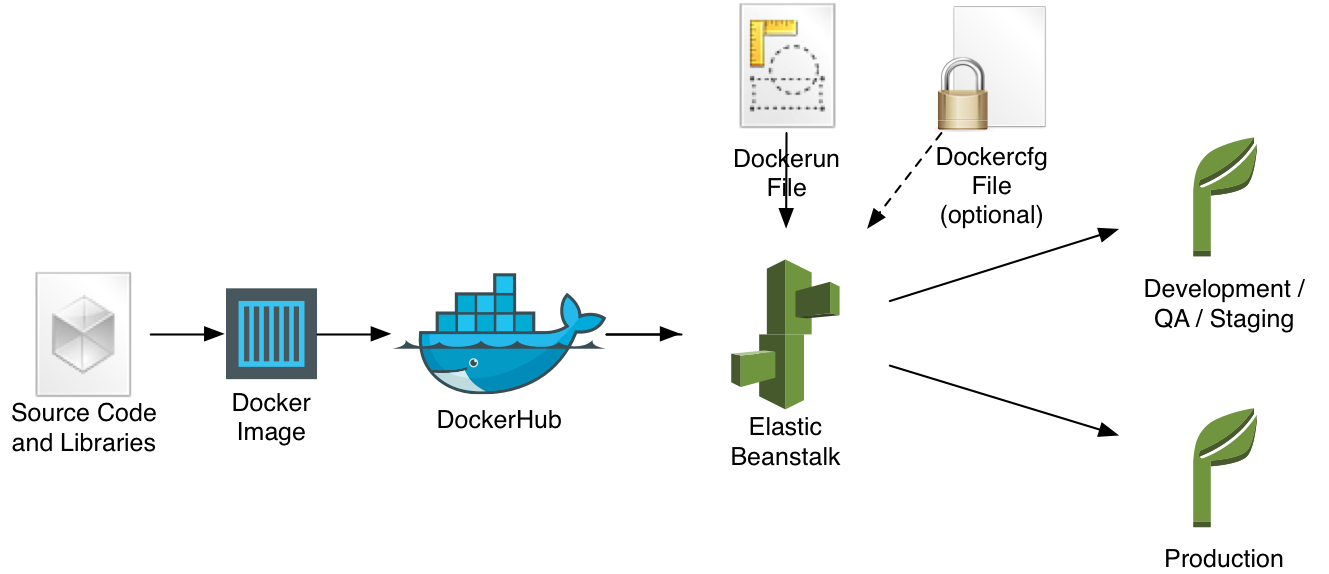 Dockerun
File
Dockercfg
File
(optional)
Development /
QA / Staging
Source Code
and Libraries
Docker
Image
DockerHub
Elastic
Beanstalk
Production